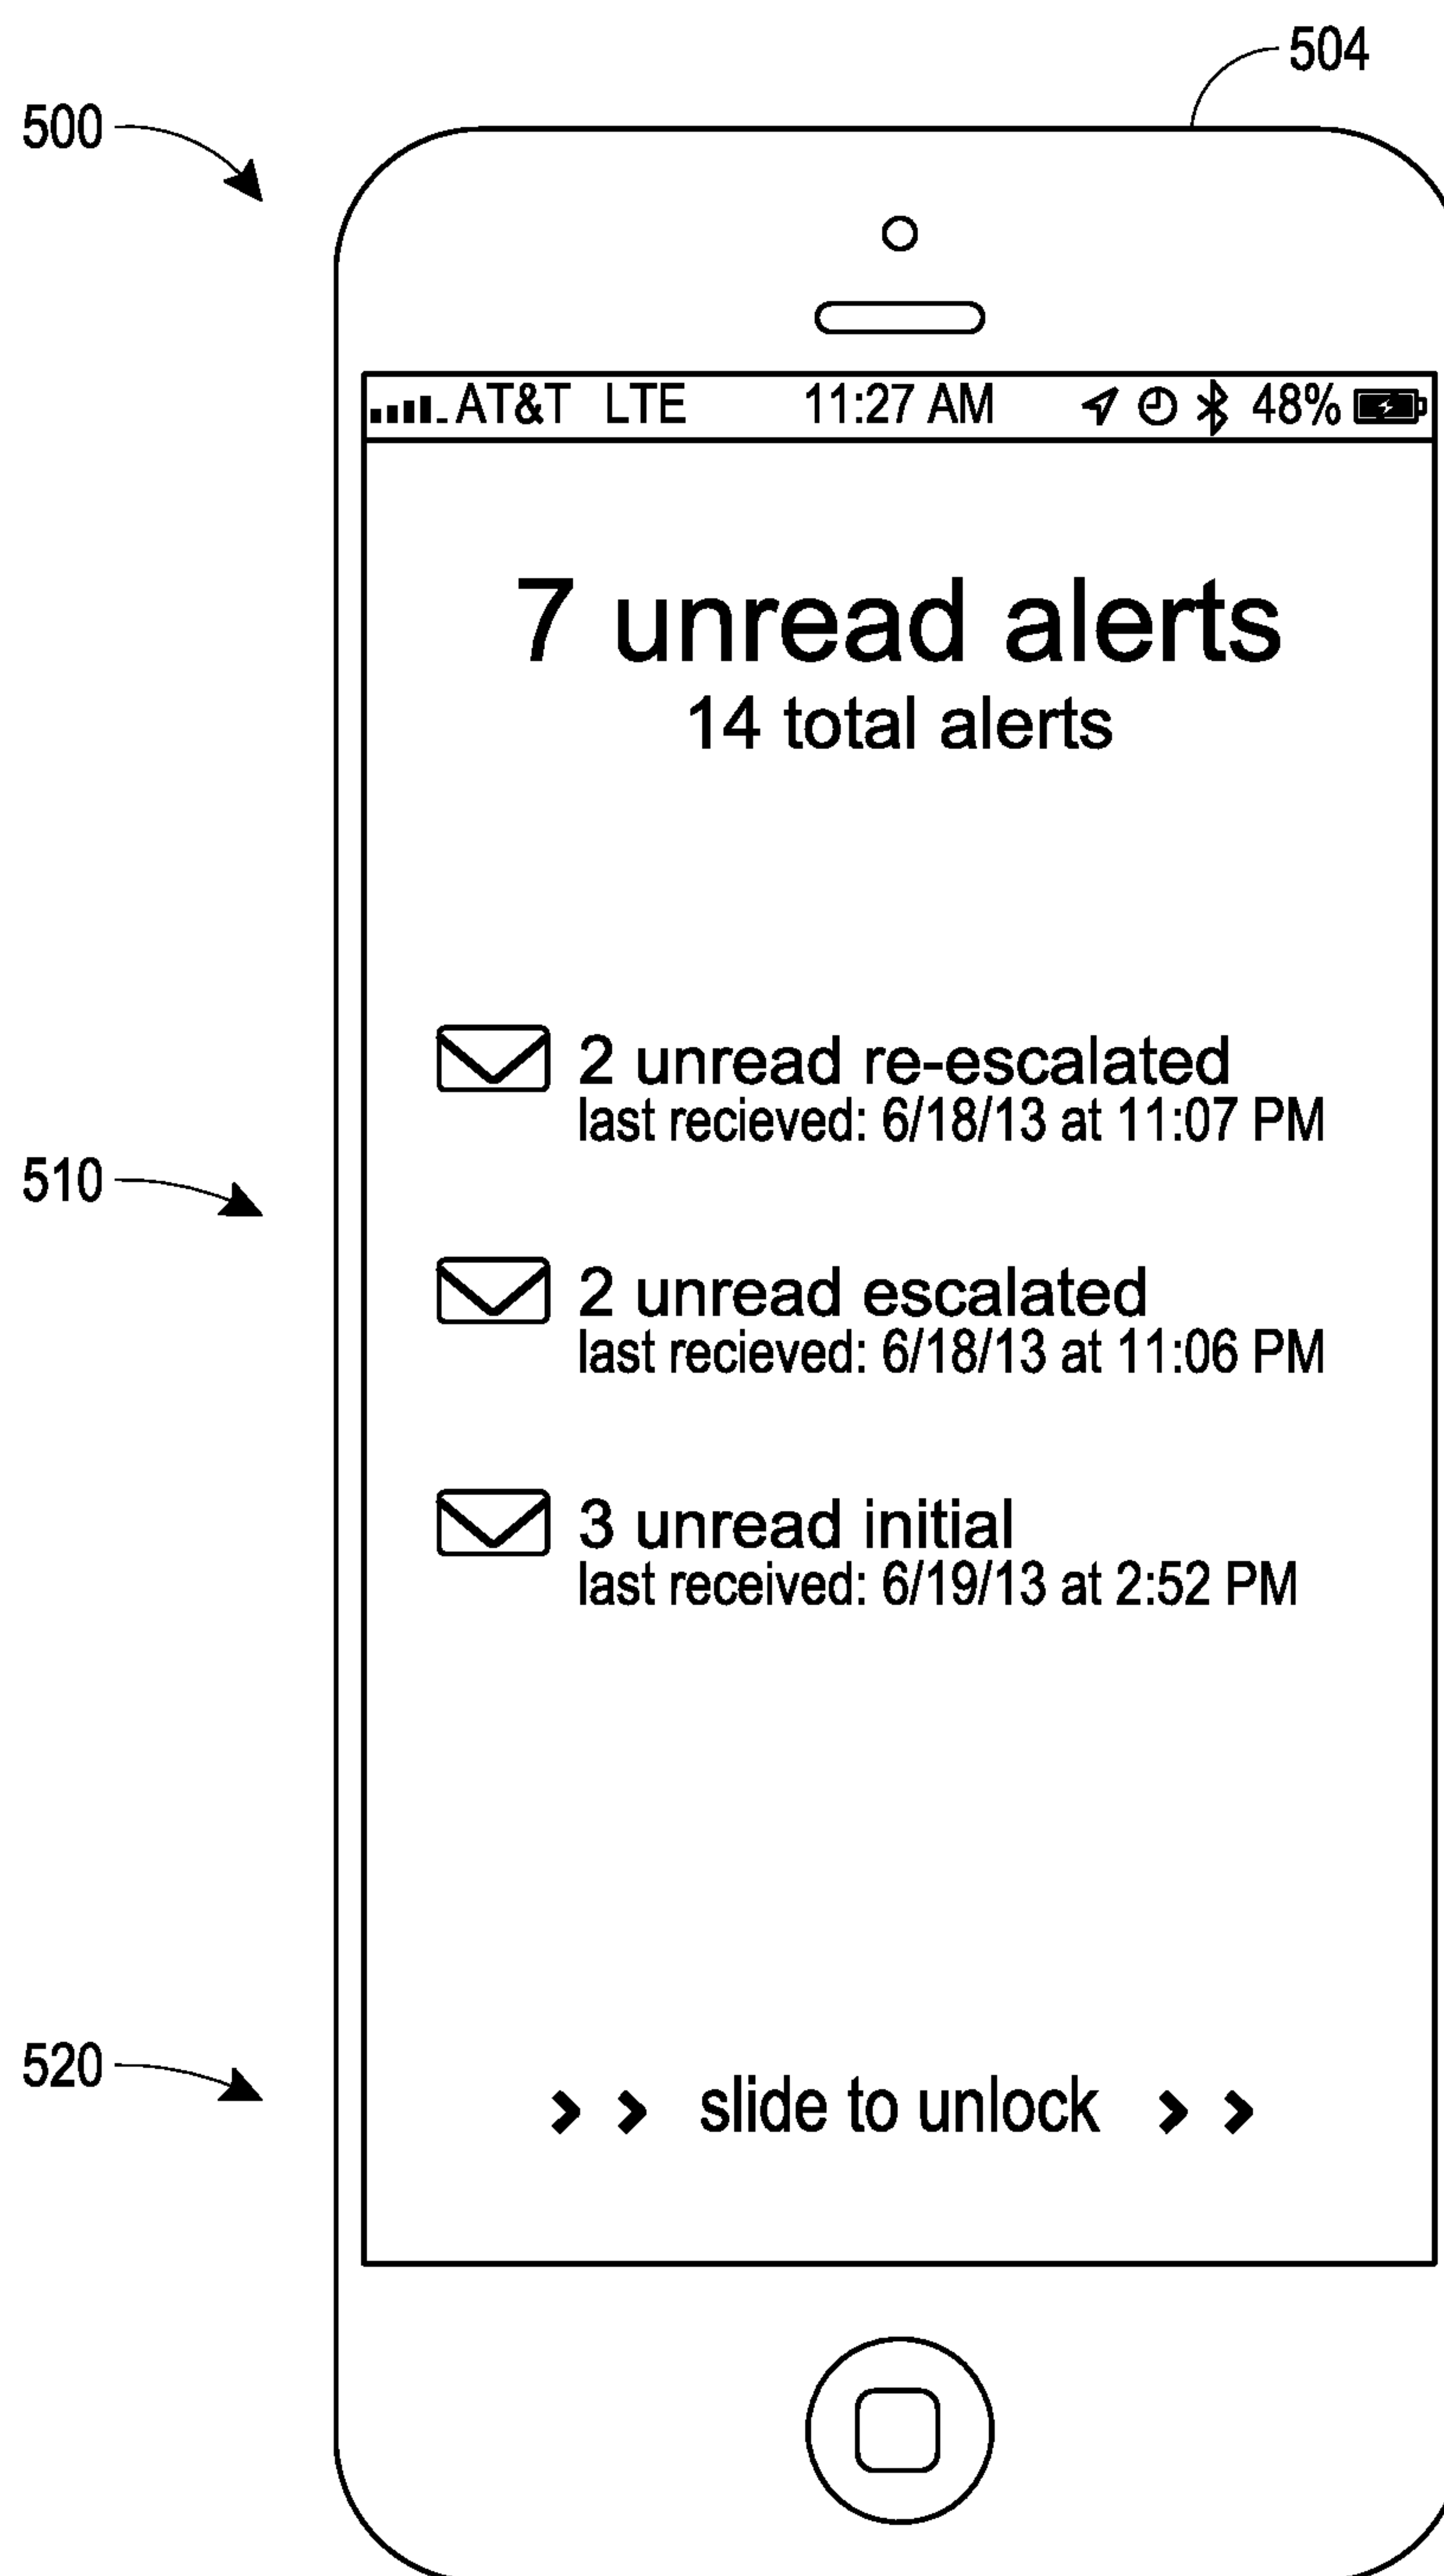 504
500
AT&T LTE 11:27 AM 48%
7 unread alerts
14 total alerts
2 unread re-escalated
last recieved: 6/18/13 at 11:07 PM
510
2 unread escalated
last recieved: 6/18/13 at 11:06 PM
3 unread initial
last received: 6/19/13 at 2:52 PM
520
> > slide to unlock > >